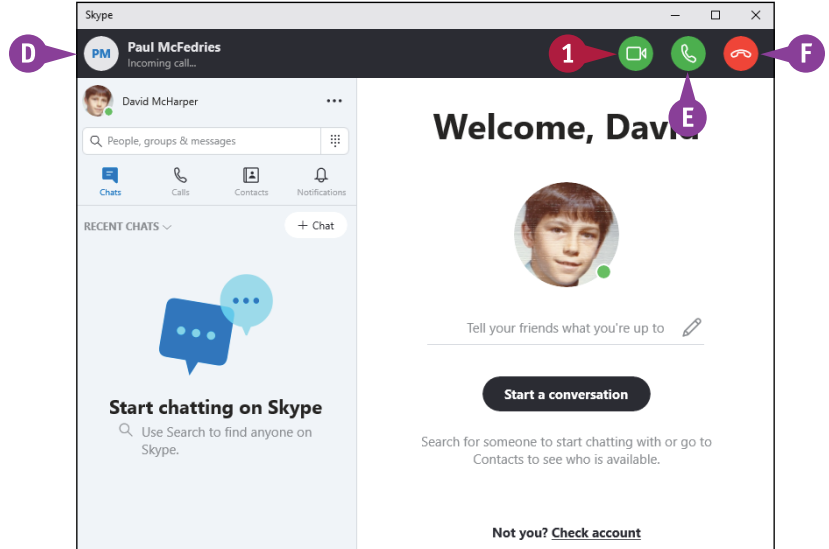 Skype
D
PM
Paul McFedries
Incoming call...
1
F
E
David McHarper
People, groups & messages
Chats
Calls
Contacts
Notifications
RECENT CHATS
+ Chat
Start chatting on Skype
Use Search to find anyone on
Skype.
Welcome, David
Tell your friends what you're up to
Start a conversation
Search for someone to start chatting with or go to
Contacts to see who is available.
Not you? Check account